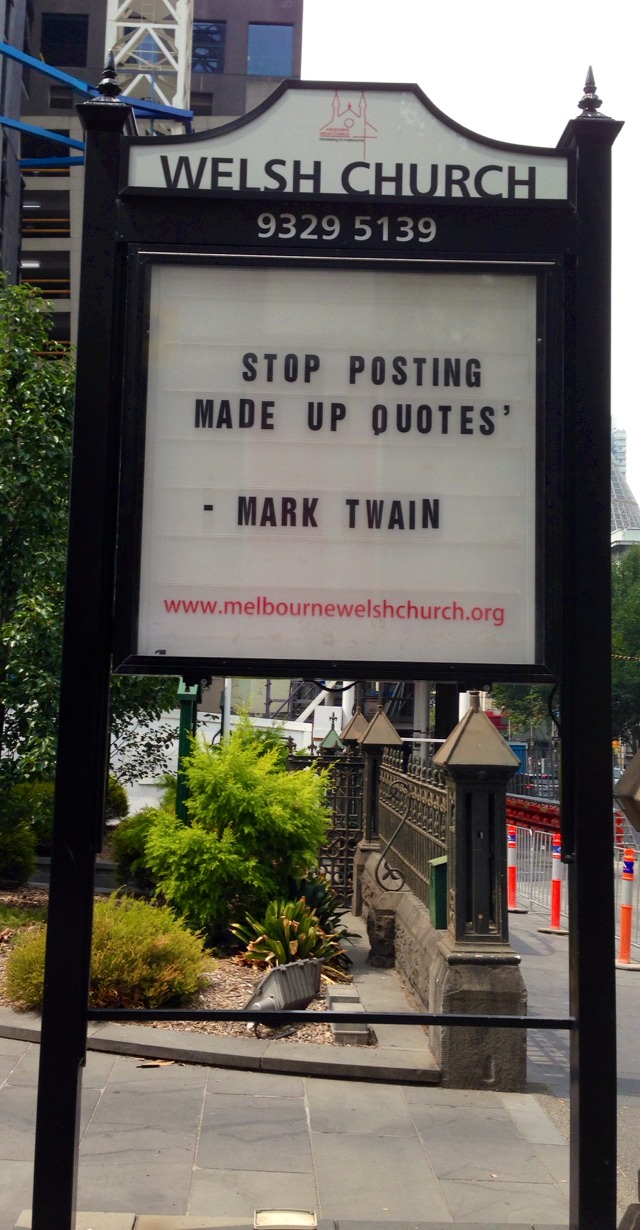 WELSH CHURCH
9329 5139
STOP POSTING
MADE UP QUOTES'
- MARK TWAIN
www.melbournewelshchurch.org